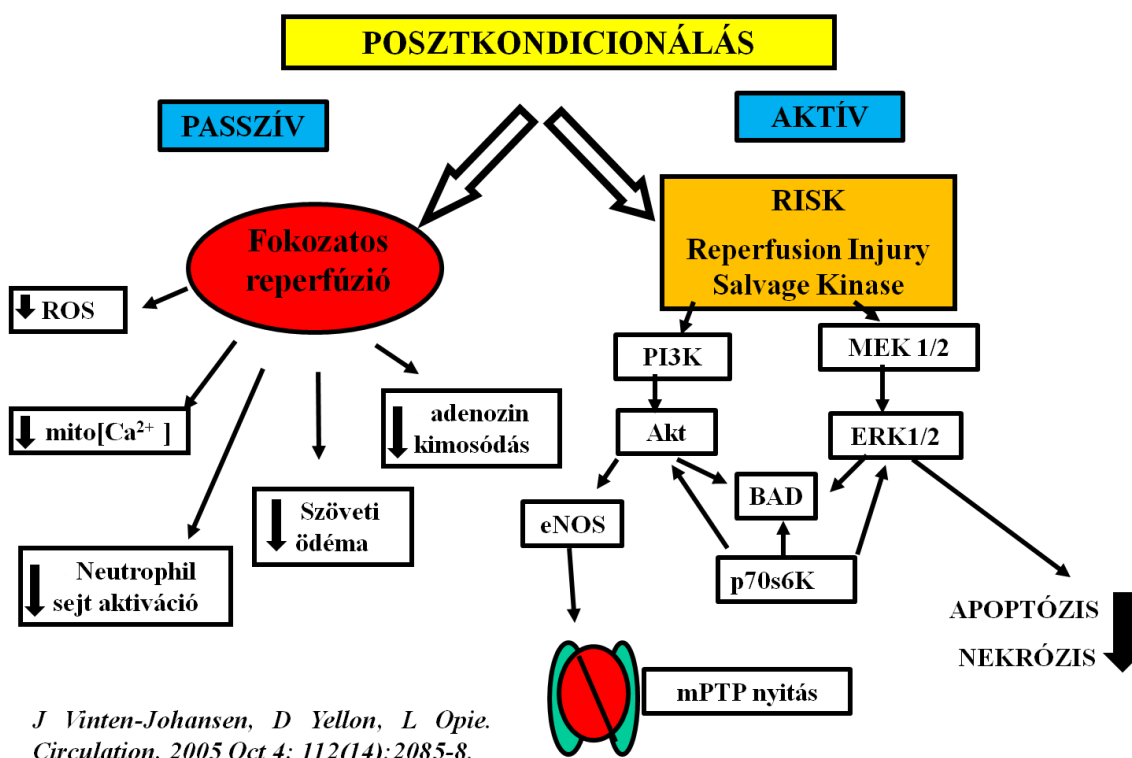 POSZTKONDICIONÁLÁS
PASSZÍV
AKTÍV
Fokozatos
reperfúzió
RISK
Reperfusion Injury
Salvage Kinase
ROS
mito[Ca²⁺ ]
Neutrophil
sejt aktiváció
Szöveti
ödéma
adenozin
kimosódás
PI3K
MEK 1/2
Akt
ERK1/2
BAD
eNOS
p70s6K
APOPTÓZIS
NEKRÓZIS
mPTP nyitás
J Vinten-Johansen, D Yellon, L Opie.
Circulation. 2005 Oct 4; 112(14):2085-8.